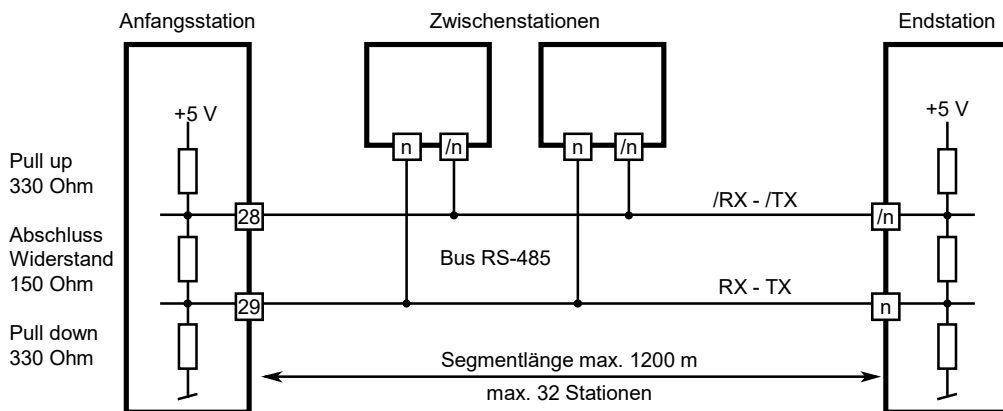 Anfangsstation
Zwischenstationen
Endstation
+5 V
+5 V
n
/n
n
/n
Pull up
330 Ohm
/RX - /TX
28
/n
Abschluss
Widerstand
150 Ohm
Bus RS-485
RX - TX
29
n
Pull down
330 Ohm
Segmentlänge max. 1200 m
max. 32 Stationen